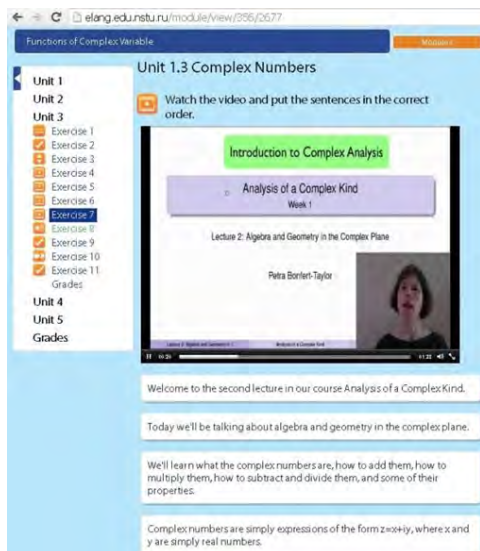 elang.edu.nstu.ru/module/view/356/2677
Functions of Complex Variable
Modules
Unit 1
Unit 2
Unit 3
Exercise 1
Exercise 2
Exercise 3
Exercise 4
Exercise 5
Exercise 6
Exercise 7
Exercise 8
Exercise 9
Exercise 10
Exercise 11
Grades
Unit 4
Unit 5
Grades
Unit 1.3 Complex Numbers
Watch the video and put the sentences in the correct
order.
Introduction to Complex Analysis
Analysis of a Complex Kind
Week 1
Lecture 2: Algebra and Geometry in the Complex Plane
Petra Bonfert-Taylor
Analysis of a Complex Kind
Welcome to the second lecture in our course Analysis of a Complex Kind.
Today we'll be talking about algebra and geometry in the complex plane.
We'll learn what the complex numbers are, how to add them, how to
multiply them, how to subtract and divide them, and some of their
properties.
Complex numbers are simply expressions of the form z=x+iy, where x and
y are simply real numbers.